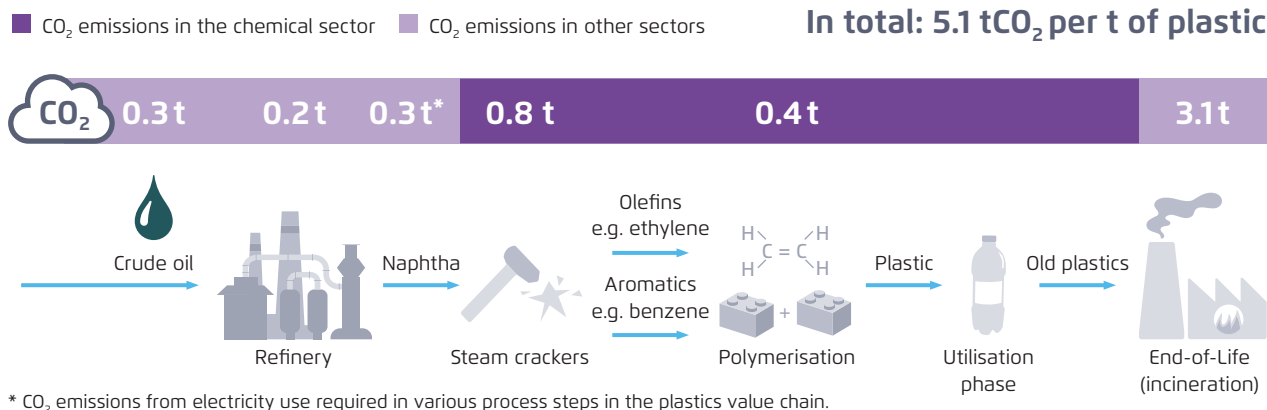 CO₂ emissions in the chemical sector
CO₂ emissions in other sectors
In total: 5.1 tCO₂ per t of plastic
CO₂
0.3 t
0.2 t
0.3 t*
0.8 t
0.4 t
3.1 t
Crude oil
Refinery
Naphtha
Steam crackers
Olefins
e.g. ethylene
Aromatics
e.g. benzene
H H
C = C
H H
+
Polymerisation
Plastic
Utilisation
phase
Old plastics
End-of-Life
(incineration)
* CO₂ emissions from electricity use required in various process steps in the plastics value chain.